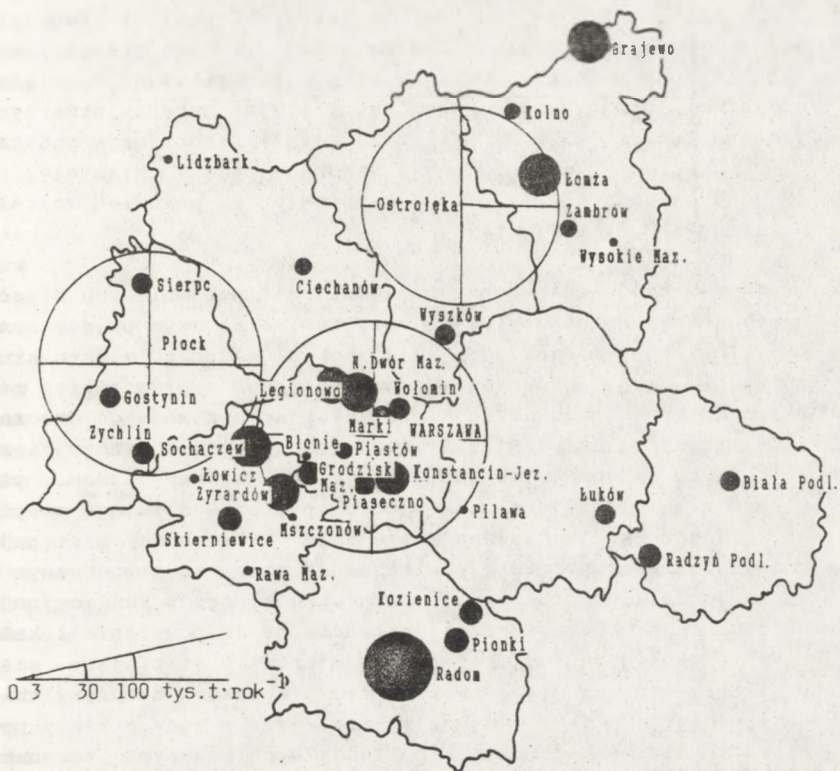 Grajewo
Kolno
Lidzbark
Łomża
Ostrołęka
Zambrów
Wysokie Maz.
Ciechanów
Sierpc
Wyszków
Płock
N.Dwór Maz.
Legionowo
Wołomin
Gostynin
Marki
WARSZAWA
Zychlin
Sochaczew
Błonie
Piastów
Łowicz
Grodzisk
Maz.
Konstancin-Jez.
Żyrardów
Piaseczno
Biała Podl.
Mszczonów
Pilawa
Łuków
Skierniewice
Radzyń Podl.
Rawa Maz.
Kozienice
Pionki
Radom
0 3 30 100 tys.t·rok⁻¹